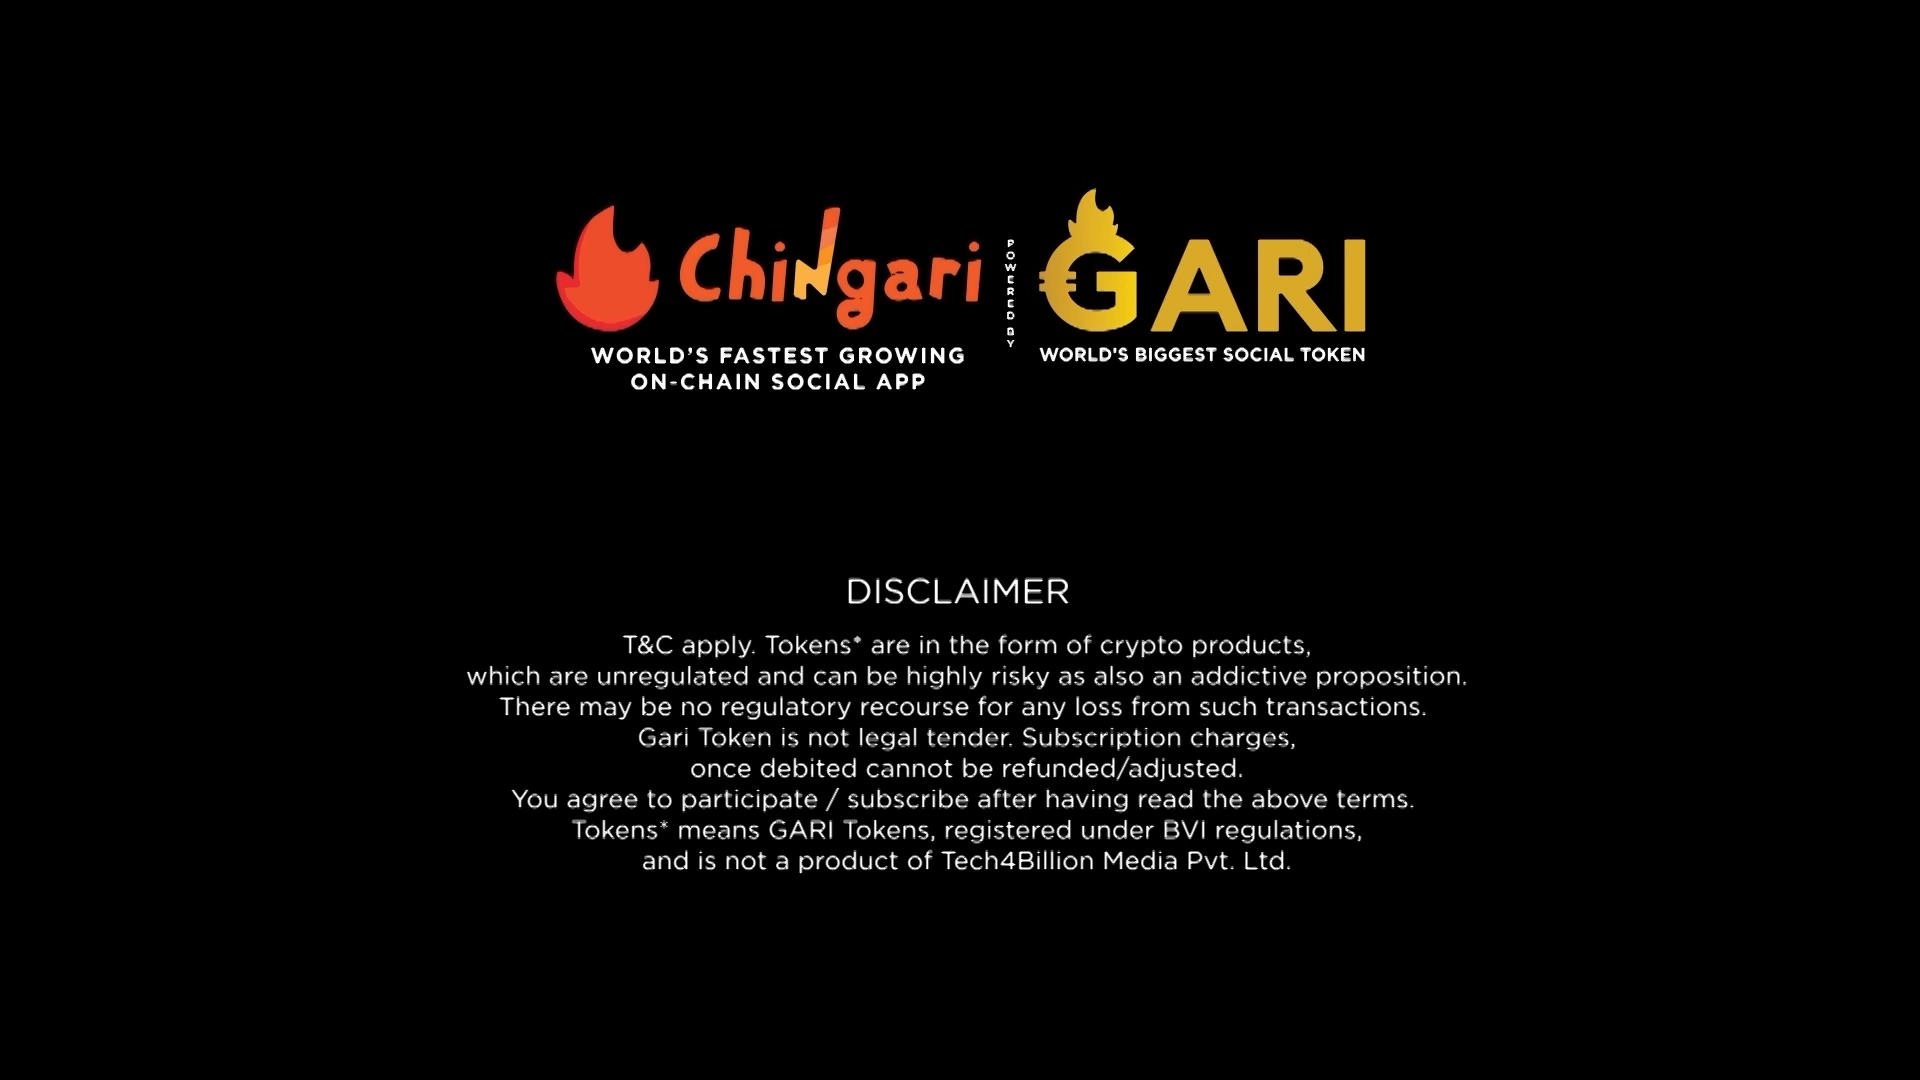 Chingari
WORLD'S FASTEST GROWING
ON-CHAIN SOCIAL APP
POWERED BY
GARI
WORLD'S BIGGEST SOCIAL TOKEN
DISCLAIMER
T&C apply. Tokens* are in the form of crypto products,
which are unregulated and can be highly risky as also an addictive proposition.
There may be no regulatory recourse for any loss from such transactions.
Gari Token is not legal tender. Subscription charges,
once debited cannot be refunded/adjusted.
You agree to participate / subscribe after having read the above terms.
Tokens* means GARI Tokens, registered under BVI regulations,
and is not a product of Tech4Billion Media Pvt. Ltd.